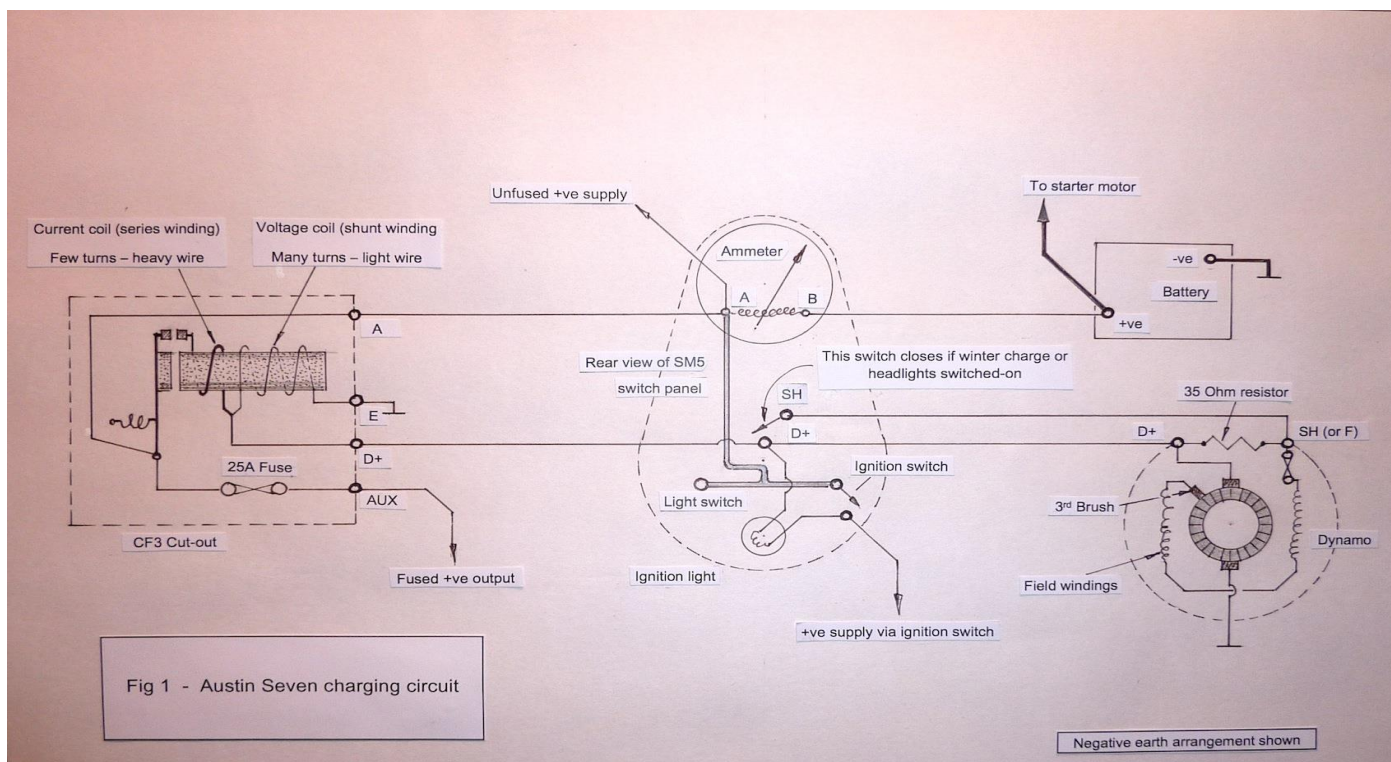 Unfused +ve supply
To starter motor
Current coil (series winding)
Few turns – heavy wire
Voltage coil (shunt winding
Many turns – light wire
Ammeter
A
B
-ve
Battery
+ve
A
Rear view of SM5
switch panel
This switch closes if winter charge or
headlights switched-on
SH
35 Ohm resistor
E
D+
D+
SH (or F)
D+
25A Fuse
AUX
Ignition switch
Light switch
3rd Brush
CF3 Cut-out
Dynamo
Fused +ve output
Ignition light
Field windings
+ve supply via ignition switch
Fig 1 - Austin Seven charging circuit
Negative earth arrangement shown